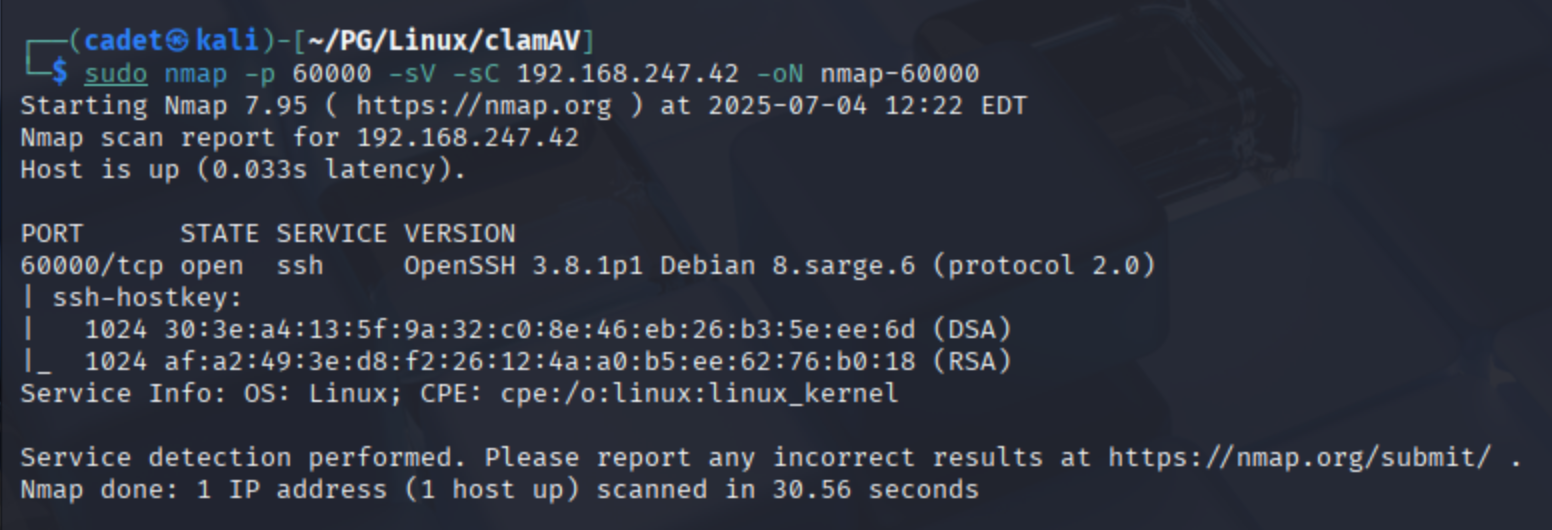 ┌──(cadet㉿kali)-[~/PG/Linux/clamAV]
└─$ sudo nmap -p 60000 -sV -sC 192.168.247.42 -oN nmap-60000
Starting Nmap 7.95 ( https://nmap.org ) at 2025-07-04 12:22 EDT
Nmap scan report for 192.168.247.42
Host is up (0.033s latency).

PORT      STATE SERVICE VERSION
60000/tcp open  ssh     OpenSSH 3.8.1p1 Debian 8.sarge.6 (protocol 2.0)
| ssh-hostkey:
|   1024 30:3e:a4:13:5f:9a:32:c0:8e:46:eb:26:b3:5e:ee:6d (DSA)
|_  1024 af:a2:49:3e:d8:f2:26:12:4a:a0:b5:ee:62:76:b0:18 (RSA)
Service Info: OS: Linux; CPE: cpe:/o:linux:linux_kernel

Service detection performed. Please report any incorrect results at https://nmap.org/submit/ .
Nmap done: 1 IP address (1 host up) scanned in 30.56 seconds